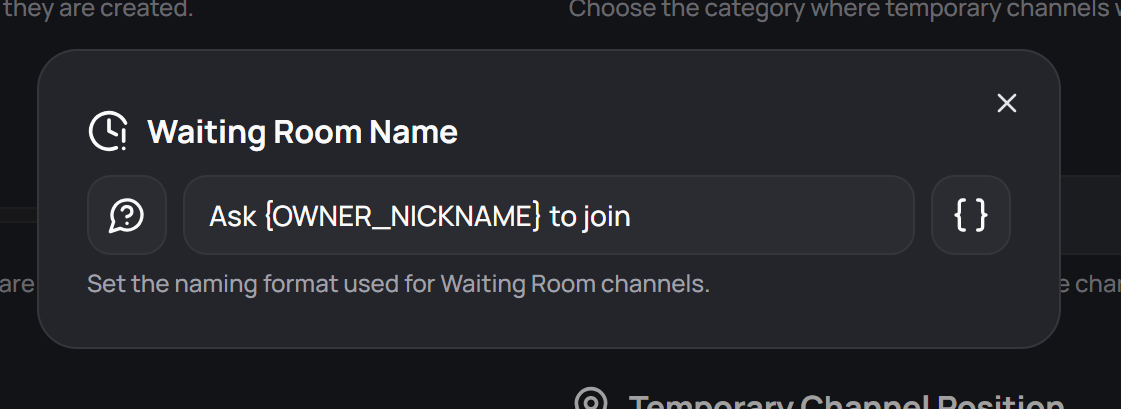 they are created.
Choose the category where temporary channels
Waiting Room Name
Ask {OWNER_NICKNAME} to join
{ }
are
Set the naming format used for Waiting Room channels.
Temporary Channel Position